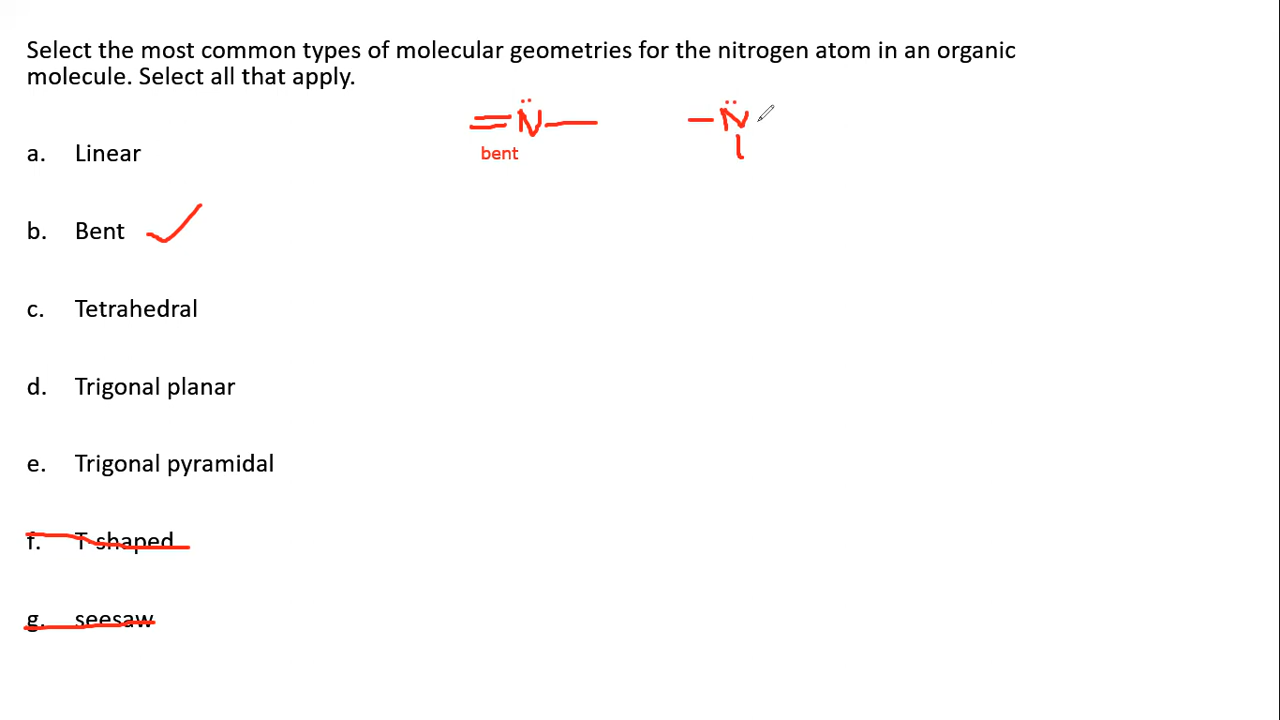 Select the most common types of molecular geometries for the nitrogen atom in an organic
molecule. Select all that apply.
=N̈— –N̈
bent
a. Linear
b. Bent ✓
c. Tetrahedral
d. Trigonal planar
e. Trigonal pyramidal
f. T-shaped
g. seesaw